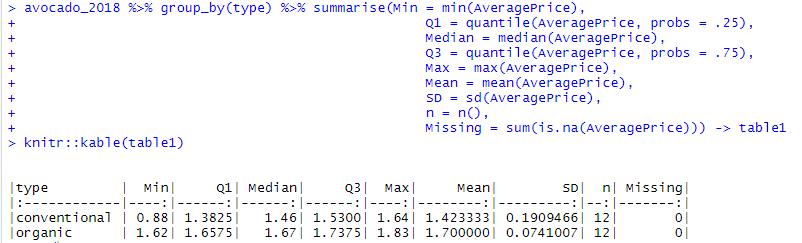 > avocado_2018 %>% group_by(type) %>% summarise(Min = min(AveragePrice),
+ Q1 = quantile(AveragePrice, probs = .25),
+ Median = median(AveragePrice),
+ Q3 = quantile(AveragePrice, probs = .75),
+ Max = max(AveragePrice),
+ Mean = mean(AveragePrice),
+ SD = sd(AveragePrice),
+ n = n(),
+ Missing = sum(is.na(AveragePrice))) -> table1
> knitr::kable(table1)
|type | Min| Q1| Median| Q3| Max| Mean| SD| n| Missing|
|:------------|----:|------:|------:|------:|----:|--------:|---------:|--:|-------:|
|conventional | 0.88| 1.3825| 1.46| 1.5300| 1.64| 1.423333| 0.1909466| 12| 0|
|organic | 1.62| 1.6575| 1.67| 1.7375| 1.83| 1.700000| 0.0741007| 12| 0|